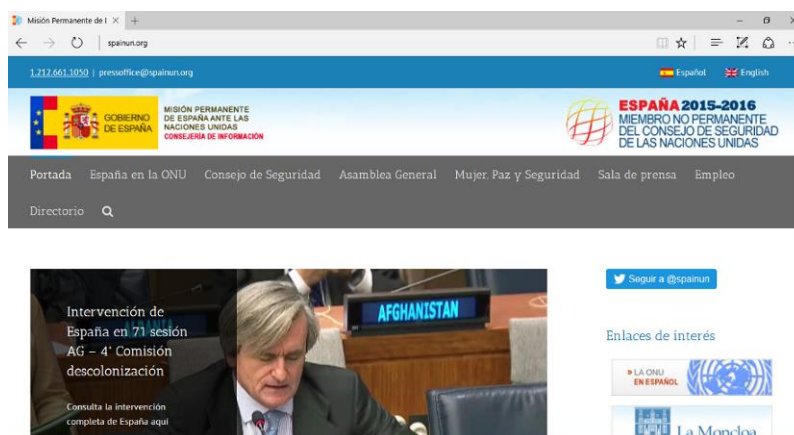 Misión Permanente de l
spainun.org
1.212.661.1050 | pressoffice@spainun.org
Español
English
GOBIERNO
DE ESPAÑA
MISIÓN PERMANENTE
DE ESPAÑA ANTE LAS
NACIONES UNIDAS
CONSEJERÍA DE INFORMACIÓN
ESPAÑA 2015-2016
MIEMBRO NO PERMANENTE
DEL CONSEJO DE SEGURIDAD
DE LAS NACIONES UNIDAS
Portada España en la ONU Consejo de Seguridad Asamblea General Mujer, Paz y Seguridad Sala de prensa Empleo
Directorio
AFGHANISTAN
ALBANIA
Intervención de
España en 71 sesión
AG – 4ª Comisión
descolonización
Consulta la intervención
completa de España aquí
Seguir a @spainun
Enlaces de interés
LA ONU
EN ESPAÑOL
La Moncloa